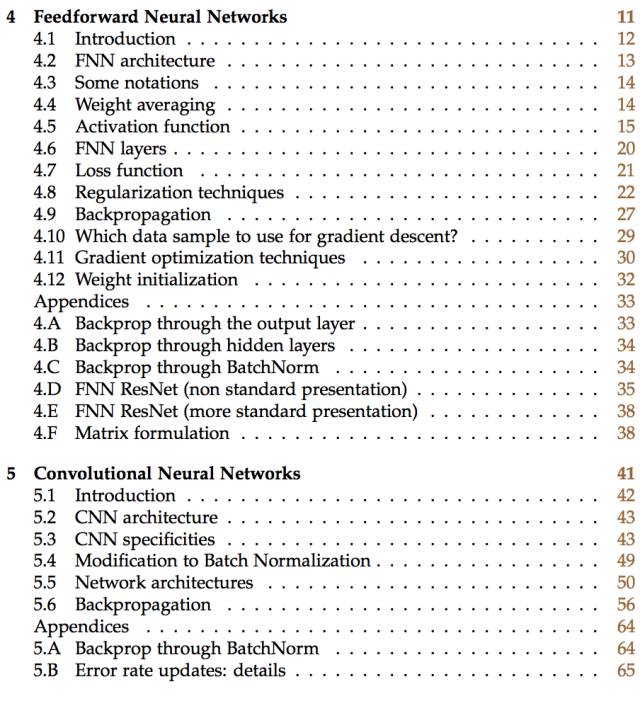 4 Feedforward Neural Networks 11
4.1 Introduction . . . . . . . . . . . . . . . . . . . . . . . . . . . . . . . . . . 12
4.2 FNN architecture . . . . . . . . . . . . . . . . . . . . . . . . . . . . . . . 13
4.3 Some notations . . . . . . . . . . . . . . . . . . . . . . . . . . . . . . . . 14
4.4 Weight averaging . . . . . . . . . . . . . . . . . . . . . . . . . . . . . . . 14
4.5 Activation function . . . . . . . . . . . . . . . . . . . . . . . . . . . . . . 15
4.6 FNN layers . . . . . . . . . . . . . . . . . . . . . . . . . . . . . . . . . . . 20
4.7 Loss function . . . . . . . . . . . . . . . . . . . . . . . . . . . . . . . . . 21
4.8 Regularization techniques . . . . . . . . . . . . . . . . . . . . . . . . . . 22
4.9 Backpropagation . . . . . . . . . . . . . . . . . . . . . . . . . . . . . . . 27
4.10 Which data sample to use for gradient descent? . . . . . . . . . . 29
4.11 Gradient optimization techniques . . . . . . . . . . . . . . . . . . . . 30
4.12 Weight initialization . . . . . . . . . . . . . . . . . . . . . . . . . . . . . 32
Appendices . . . . . . . . . . . . . . . . . . . . . . . . . . . . . . . . . . . . . 33
4.A Backprop through the output layer . . . . . . . . . . . . . . . . . . . 33
4.B Backprop through hidden layers . . . . . . . . . . . . . . . . . . . . 34
4.C Backprop through BatchNorm . . . . . . . . . . . . . . . . . . . . . 34
4.D FNN ResNet (non standard presentation) . . . . . . . . . . . . . . 35
4.E FNN ResNet (more standard presentation) . . . . . . . . . . . . . 38
4.F Matrix formulation . . . . . . . . . . . . . . . . . . . . . . . . . . . . . . 38
5 Convolutional Neural Networks 41
5.1 Introduction . . . . . . . . . . . . . . . . . . . . . . . . . . . . . . . . . . 42
5.2 CNN architecture . . . . . . . . . . . . . . . . . . . . . . . . . . . . . . . 43
5.3 CNN specificities . . . . . . . . . . . . . . . . . . . . . . . . . . . . . . . 43
5.4 Modification to Batch Normalization . . . . . . . . . . . . . . . . . . 49
5.5 Network architectures . . . . . . . . . . . . . . . . . . . . . . . . . . . . 50
5.6 Backpropagation . . . . . . . . . . . . . . . . . . . . . . . . . . . . . . . 56
Appendices . . . . . . . . . . . . . . . . . . . . . . . . . . . . . . . . . . . . . 64
5.A Backprop through BatchNorm . . . . . . . . . . . . . . . . . . . . . 64
5.B Error rate updates: details . . . . . . . . . . . . . . . . . . . . . . . . . 65